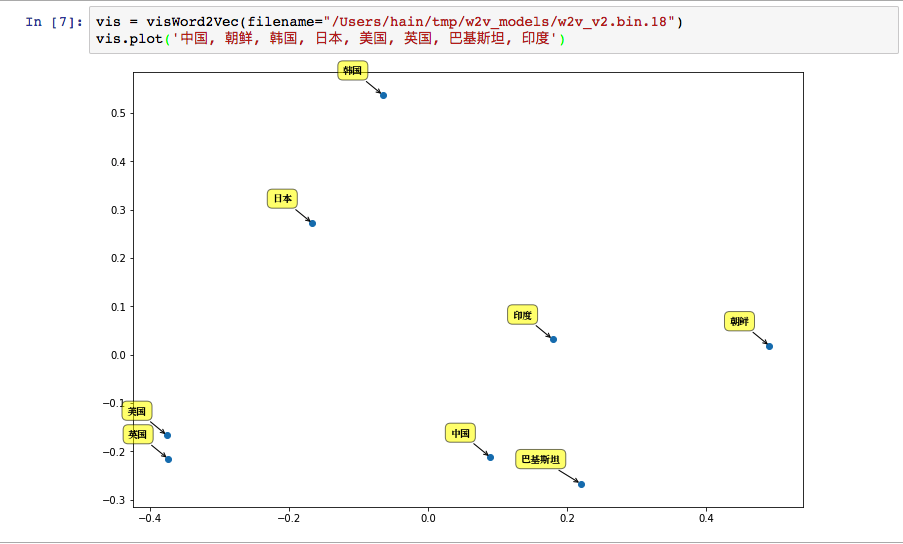 In [7]: vis = visWord2Vec(filename="/Users/hain/tmp/w2v_models/w2v_v2.bin.18")
vis.plot('中国, 朝鲜, 韩国, 日本, 美国, 英国, 巴基斯坦, 印度')
韩国
0.5
0.4
日本
0.3
0.2
0.1
印度
朝鲜
0.0
−0.1
美国
英国
中国
−0.2
巴基斯坦
−0.3
−0.4 −0.2 0.0 0.2 0.4